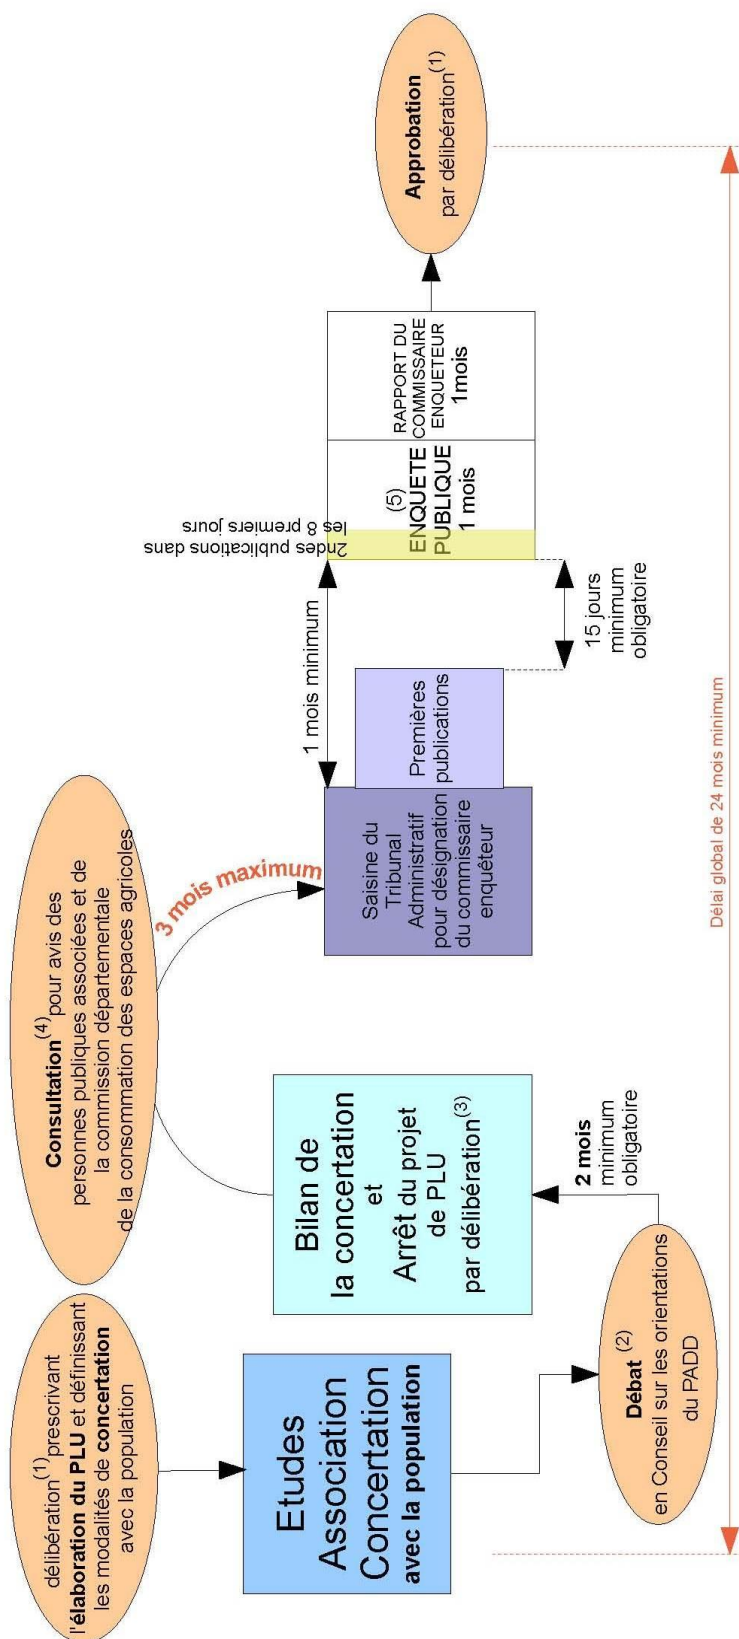 délibération(1) prescrivant
l'élaboration du PLU et définissant
les modalités de concertation
avec la population
Etudes
Association
Concertation
avec la population
Débat (2)
en Conseil sur les orientations
du PADD
2 mois
minimum
obligatoire
Bilan de
la concertation
et
Arrêt du projet
de PLU
par délibération(3)
Consultation(4) pour avis des
personnes publiques associées et de
la commission départementale
de la consommation des espaces agricoles
3 mois maximum
Saisine du
Tribunal
Administratif
pour désignation
du commissaire
enquêteur
Premières
publications
1 mois minimum
15 jours
minimum
obligatoire
2ndes publications dans
les 8 premiers jours
(5)
ENQUETE
PUBLIQUE
1 mois
RAPPORT DU
COMMISSAIRE
ENQUETEUR
1mois
Approbation
par délibération(1)
Délai global de 24 mois minimum